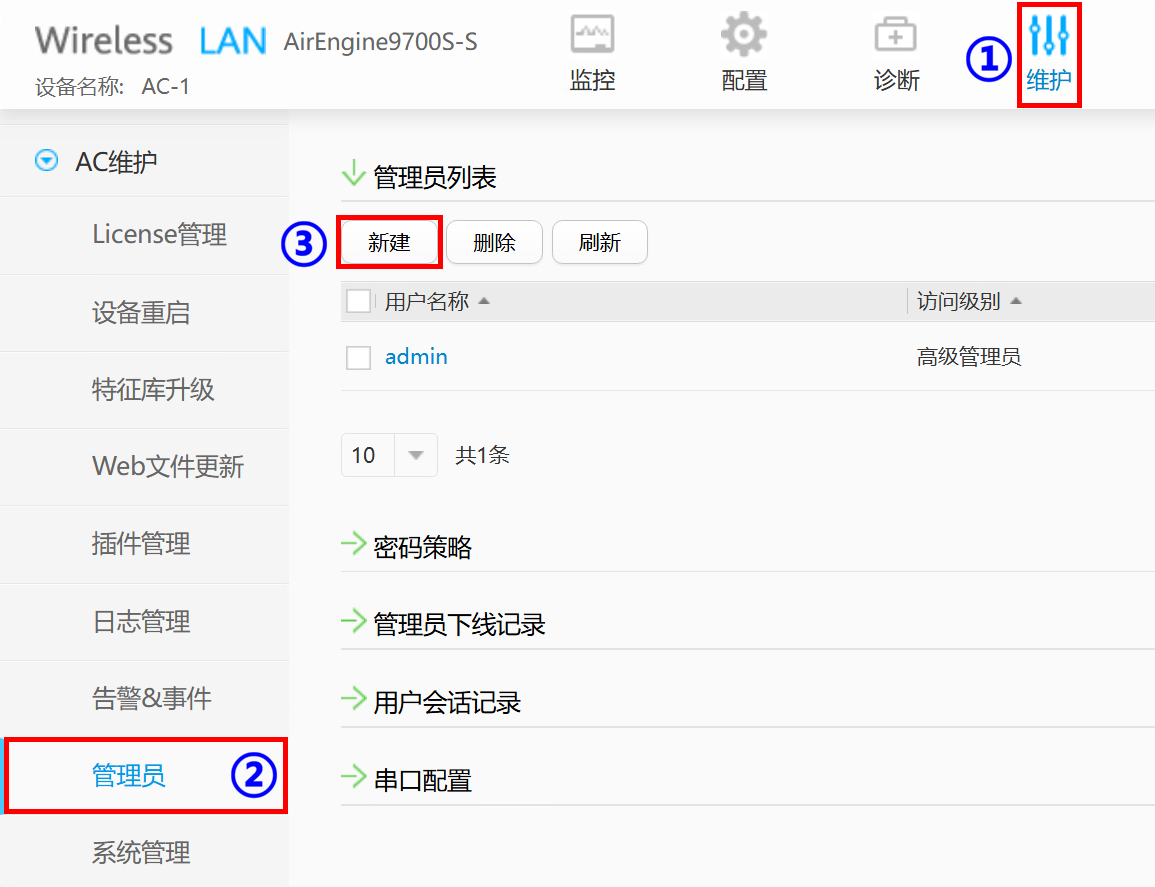 Wireless LAN AirEngine9700S-S
设备名称: AC-1
监控
配置
诊断
①
维护
AC维护
License管理
设备重启
特征库升级
Web文件更新
插件管理
日志管理
告警&事件
管理员 ②
系统管理
管理员列表
③ 新建 删除 刷新
用户名称 访问级别
admin 高级管理员
10 共1条
密码策略
管理员下线记录
用户会话记录
串口配置